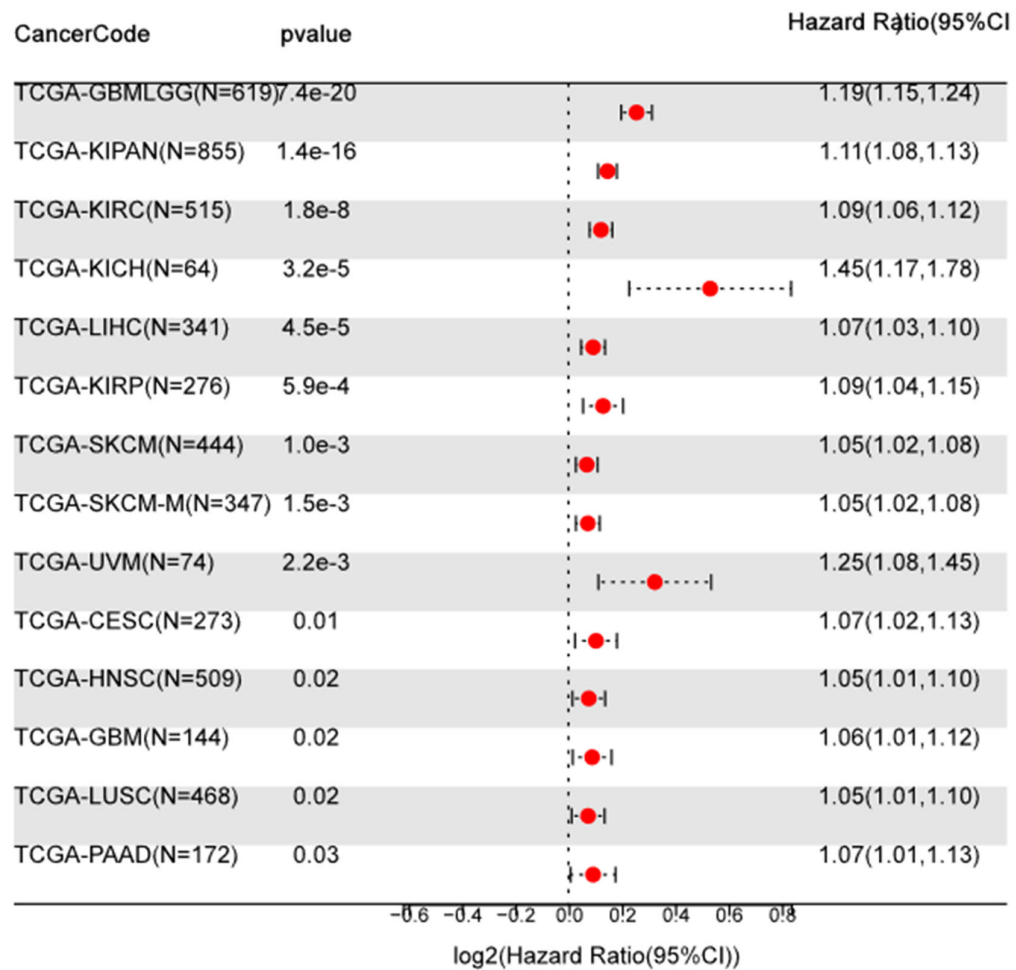 CancerCode pvalue Hazard Ratio(95%CI)
TCGA-GBMLGG(N=619) 7.4e-20 1.19(1.15,1.24)
TCGA-KIPAN(N=855) 1.4e-16 1.11(1.08,1.13)
TCGA-KIRC(N=515) 1.8e-8 1.09(1.06,1.12)
TCGA-KICH(N=64) 3.2e-5 1.45(1.17,1.78)
TCGA-LIHC(N=341) 4.5e-5 1.07(1.03,1.10)
TCGA-KIRP(N=276) 5.9e-4 1.09(1.04,1.15)
TCGA-SKCM(N=444) 1.0e-3 1.05(1.02,1.08)
TCGA-SKCM-M(N=347) 1.5e-3 1.05(1.02,1.08)
TCGA-UVM(N=74) 2.2e-3 1.25(1.08,1.45)
TCGA-CESC(N=273) 0.01 1.07(1.02,1.13)
TCGA-HNSC(N=509) 0.02 1.05(1.01,1.10)
TCGA-GBM(N=144) 0.02 1.06(1.01,1.12)
TCGA-LUSC(N=468) 0.02 1.05(1.01,1.10)
TCGA-PAAD(N=172) 0.03 1.07(1.01,1.13)
−0.6 −0.4 −0.2 0.0 0.2 0.4 0.6 0.8
log2(Hazard Ratio(95%CI))